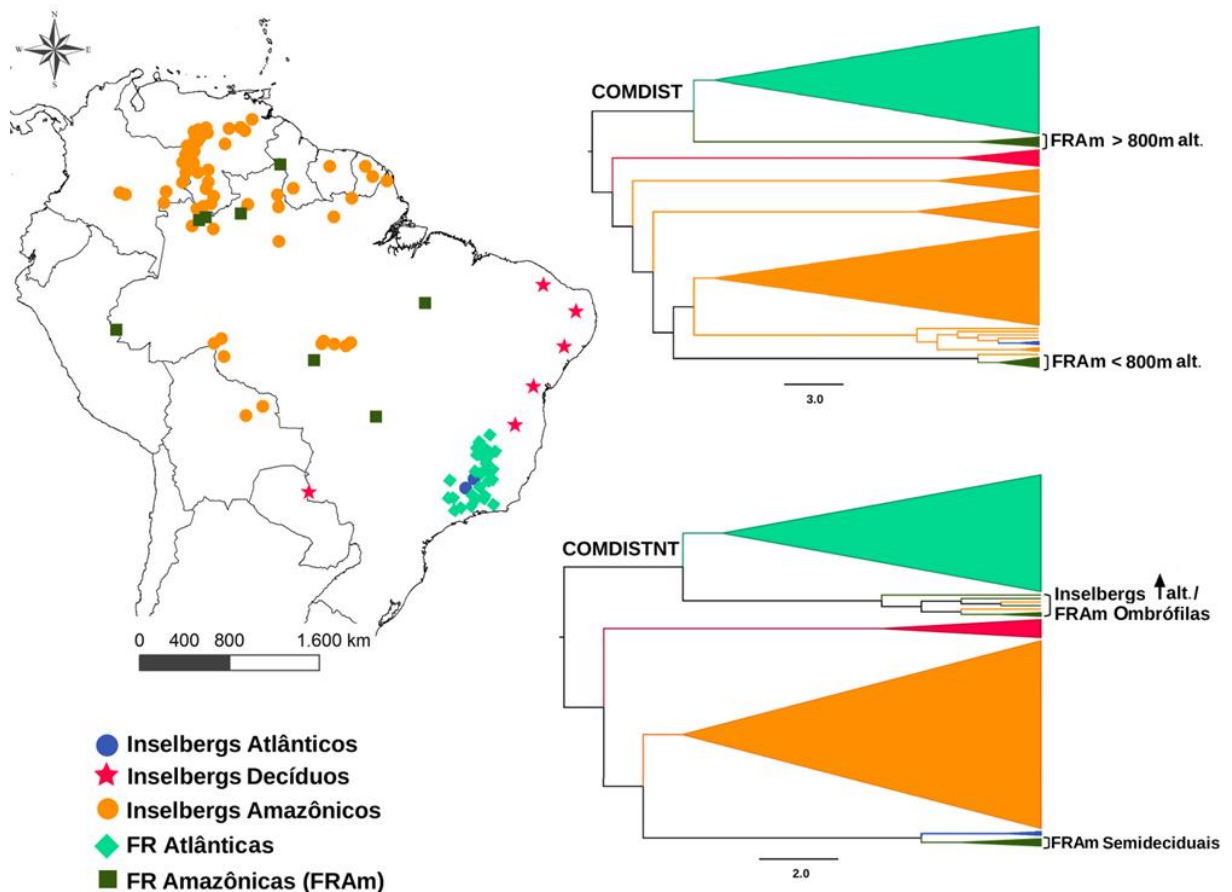 N
W E
S
COMDIST
FRAm > 800m alt.
FRAm < 800m alt.
3.0
0 400 800 1.600 km
COMDISTNT
Inselbergs alt./
FRAm Ombrófilas
FRAm Semideciduais
2.0
Inselbergs Atlânticos
Inselbergs Decíduos
Inselbergs Amazônicos
FR Atlânticas
FR Amazônicas (FRAm)